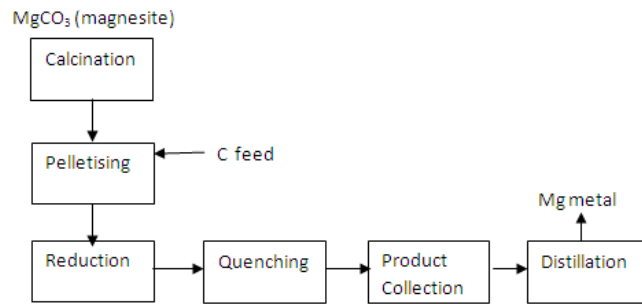 MgCO₃ (magnesite)
Calcination
Pelletising
C feed
Mg metal
Reduction
Quenching
Product
Collection
Distillation